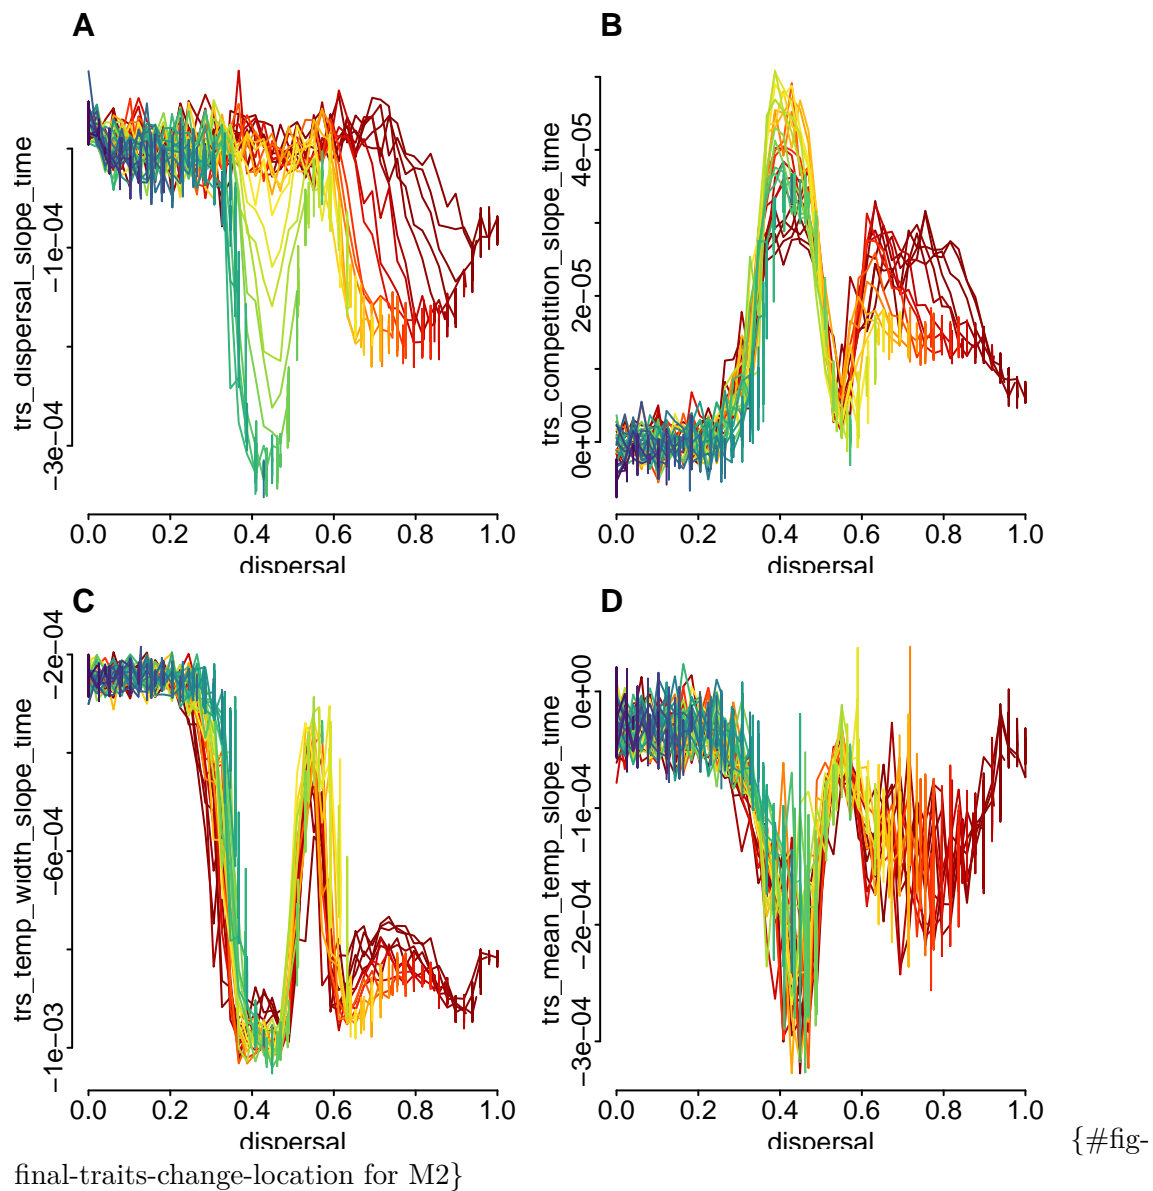 A
B
trs_dispersal_slope_time
−3e−04
−1e−04
0.0 0.2 0.4 0.6 0.8 1.0
dispersal
trs_competition_slope_time
0e+00
2e−05
4e−05
0.0 0.2 0.4 0.6 0.8 1.0
dispersal
C
D
trs_temp_width_slope_time
−1e−03
−6e−04
−2e−04
0.0 0.2 0.4 0.6 0.8 1.0
dispersal
trs_mean_temp_slope_time
−3e−04
−2e−04
−1e−04
0e+00
0.0 0.2 0.4 0.6 0.8 1.0
dispersal
{#fig-
final-traits-change-location for M2}